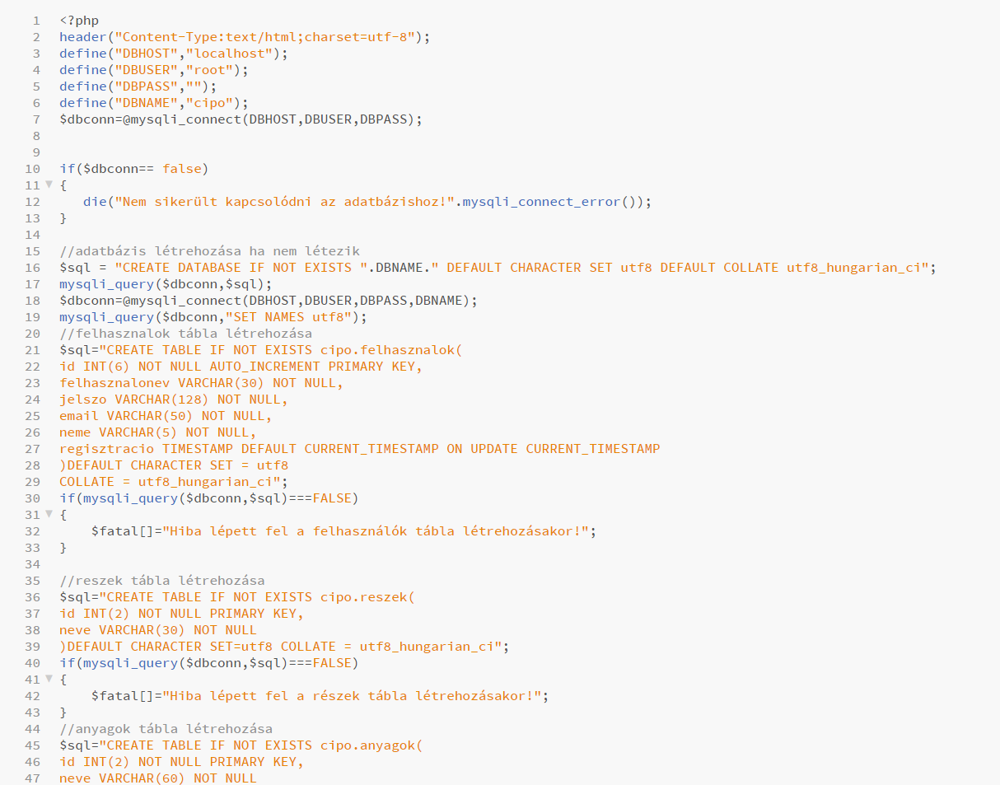 1 <?php
2 header("Content-Type:text/html;charset=utf-8");
3 define("DBHOST","localhost");
4 define("DBUSER","root");
5 define("DBPASS","");
6 define("DBNAME","cipo");
7 $dbconn=@mysqli_connect(DBHOST,DBUSER,DBPASS);
8
9
10 if($dbconn== false)
11 {
12    die("Nem sikerült kapcsolódni az adatbázishoz!".mysqli_connect_error());
13 }
14
15 //adatbázis létrehozása ha nem létezik
16 $sql = "CREATE DATABASE IF NOT EXISTS ".DBNAME." DEFAULT CHARACTER SET utf8 DEFAULT COLLATE utf8_hungarian_ci";
17 mysqli_query($dbconn,$sql);
18 $dbconn=@mysqli_connect(DBHOST,DBUSER,DBPASS,DBNAME);
19 mysqli_query($dbconn,"SET NAMES utf8");
20 //felhasznalok tábla létrehozása
21 $sql="CREATE TABLE IF NOT EXISTS cipo.felhasznalok(
22 id INT(6) NOT NULL AUTO_INCREMENT PRIMARY KEY,
23 felhasznalonev VARCHAR(30) NOT NULL,
24 jelszo VARCHAR(128) NOT NULL,
25 email VARCHAR(50) NOT NULL,
26 neme VARCHAR(5) NOT NULL,
27 regisztracio TIMESTAMP DEFAULT CURRENT_TIMESTAMP ON UPDATE CURRENT_TIMESTAMP
28 )DEFAULT CHARACTER SET = utf8
29 COLLATE = utf8_hungarian_ci";
30 if(mysqli_query($dbconn,$sql)===FALSE)
31 {
32     $fatal[]="Hiba lépett fel a felhasználók tábla létrehozásakor!";
33 }
34
35 //reszek tábla létrehozása
36 $sql="CREATE TABLE IF NOT EXISTS cipo.reszek(
37 id INT(2) NOT NULL PRIMARY KEY,
38 neve VARCHAR(30) NOT NULL
39 )DEFAULT CHARACTER SET=utf8 COLLATE = utf8_hungarian_ci";
40 if(mysqli_query($dbconn,$sql)===FALSE)
41 {
42     $fatal[]="Hiba lépett fel a részek tábla létrehozásakor!";
43 }
44 //anyagok tábla létrehozása
45 $sql="CREATE TABLE IF NOT EXISTS cipo.anyagok(
46 id INT(2) NOT NULL PRIMARY KEY,
47 neve VARCHAR(60) NOT NULL